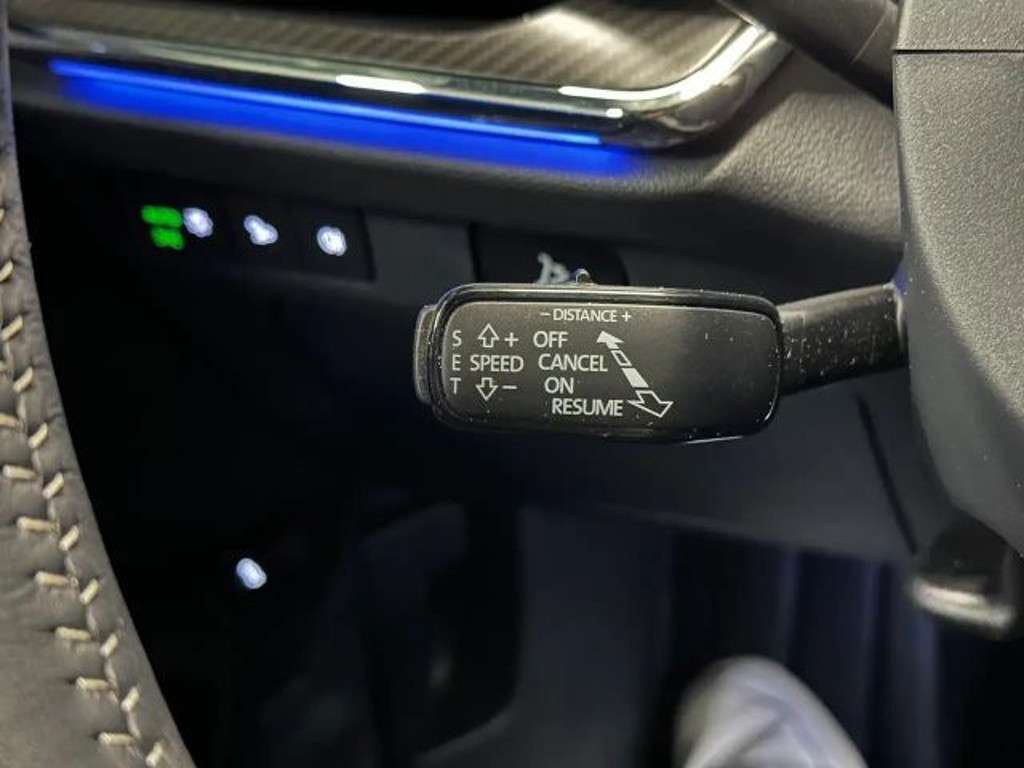 − DISTANCE +
S + OFF
E SPEED CANCEL
T − ON
RESUME